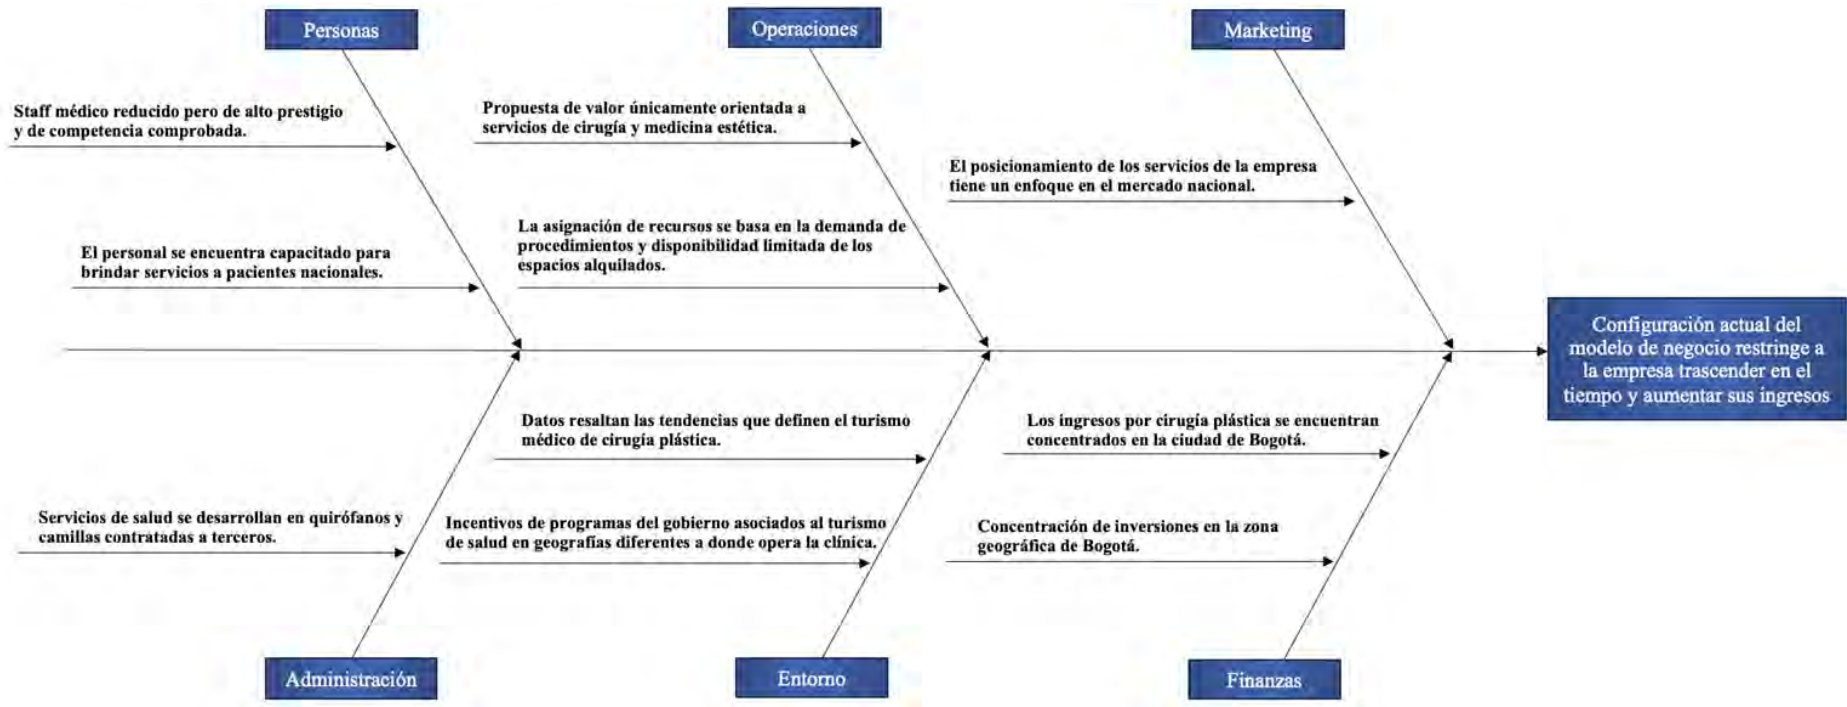 Personas
Operaciones
Marketing
Staff médico reducido pero de alto prestigio
y de competencia comprobada.
Propuesta de valor únicamente orientada a
servicios de cirugía y medicina estética.
El posicionamiento de los servicios de la empresa
tiene un enfoque en el mercado nacional.
El personal se encuentra capacitado para
brindar servicios a pacientes nacionales.
La asignación de recursos se basa en la demanda de
procedimientos y disponibilidad limitada de los
espacios alquilados.
Configuración actual del
modelo de negocio restringe a
la empresa trascender en el
tiempo y aumentar sus ingresos
Datos resaltan las tendencias que definen el turismo
médico de cirugía plástica.
Los ingresos por cirugía plástica se encuentran
concentrados en la ciudad de Bogotá.
Servicios de salud se desarrollan en quirófanos y
camillas contratadas a terceros.
Incentivos de programas del gobierno asociados al turismo
de salud en geografías diferentes a donde opera la clínica.
Concentración de inversiones en la zona
geográfica de Bogotá.
Administración
Entorno
Finanzas